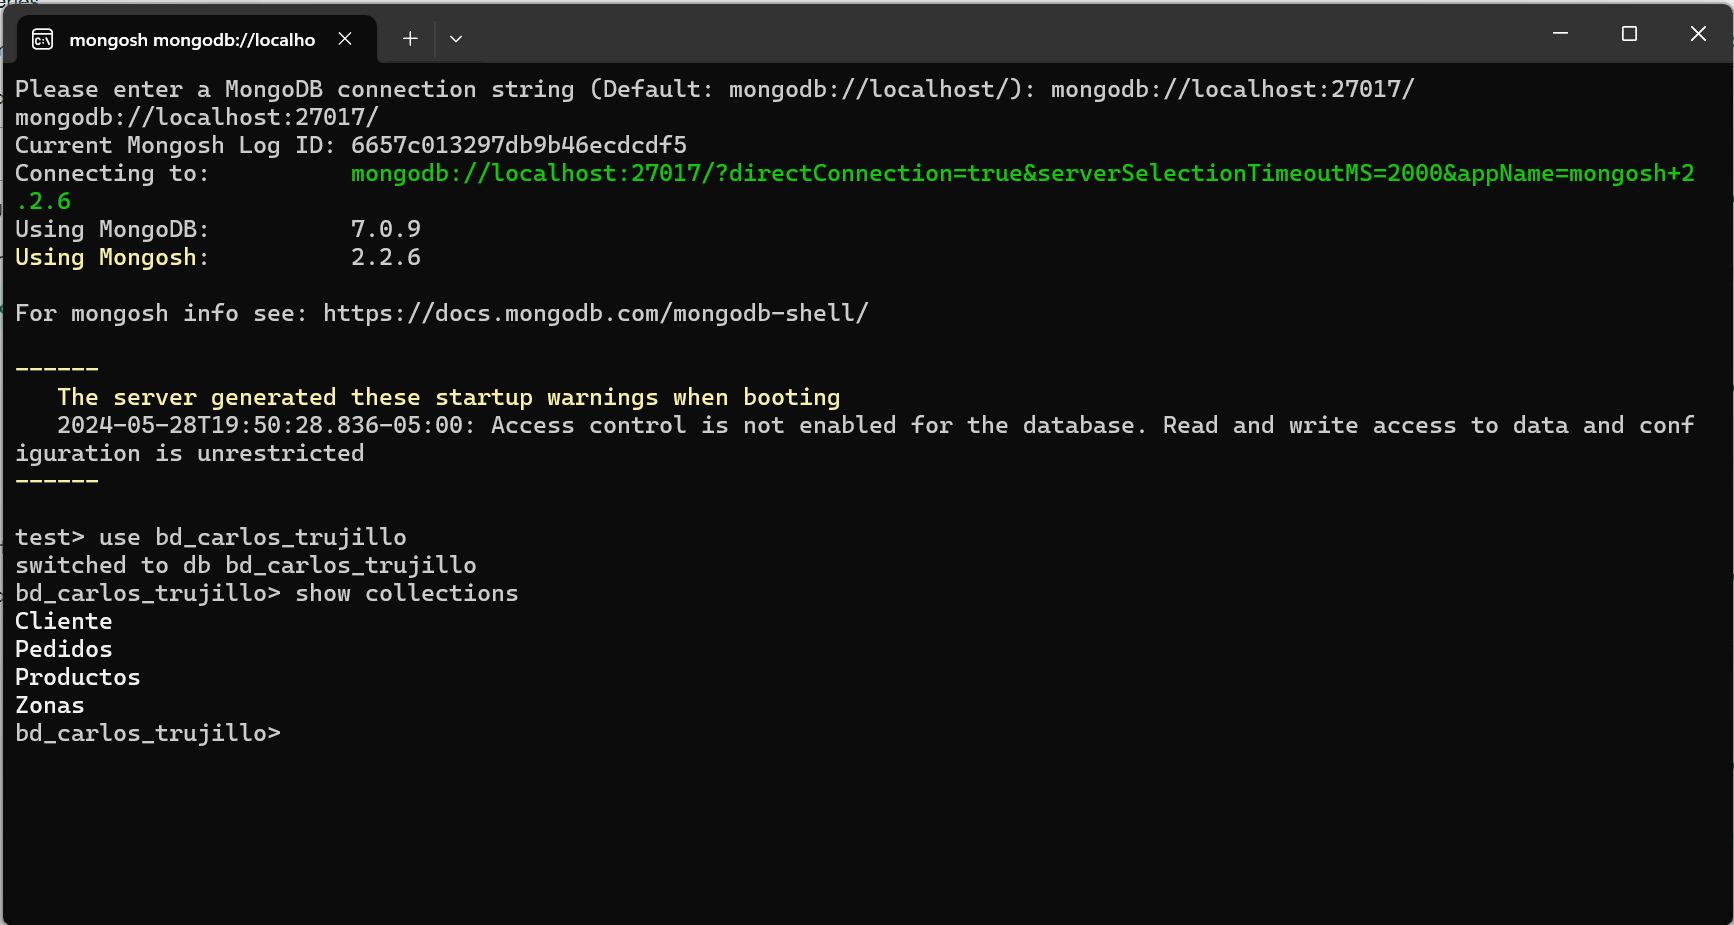 mongosh mongodb://localho
Please enter a MongoDB connection string (Default: mongodb://localhost/): mongodb://localhost:27017/
mongodb://localhost:27017/
Current Mongosh Log ID: 6657c013297db9b46ecdcdf5
Connecting to: mongodb://localhost:27017/?directConnection=true&serverSelectionTimeoutMS=2000&appName=mongosh+2
.2.6
Using MongoDB: 7.0.9
Using Mongosh: 2.2.6
For mongosh info see: https://docs.mongodb.com/mongodb-shell/
------
The server generated these startup warnings when booting
2024-05-28T19:50:28.836-05:00: Access control is not enabled for the database. Read and write access to data and conf
iguration is unrestricted
------
test> use bd_carlos_trujillo
switched to db bd_carlos_trujillo
bd_carlos_trujillo> show collections
Cliente
Pedidos
Productos
Zonas
bd_carlos_trujillo>